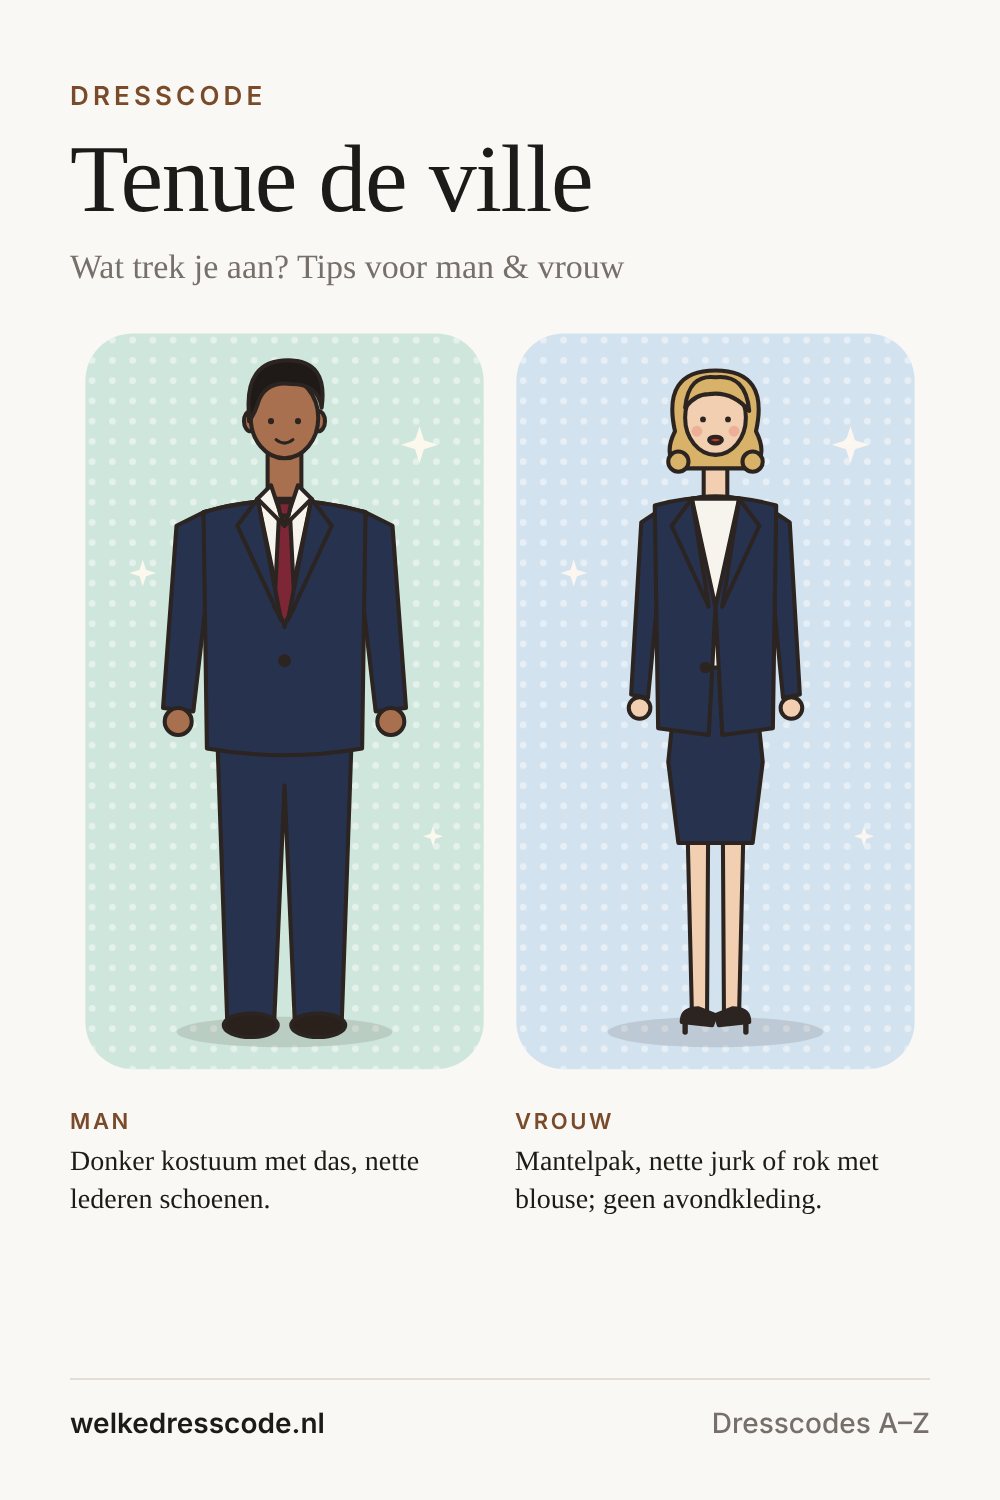 DRESSCODE
Tenue de ville
Wat trek je aan? Tips voor man & vrouw
MAN
Donker kostuum met das, nette
lederen schoenen.
VROUW
Mantelpak, nette jurk of rok met
blouse; geen avondkleding.
welkedresscode.nl
Dresscodes A–Z